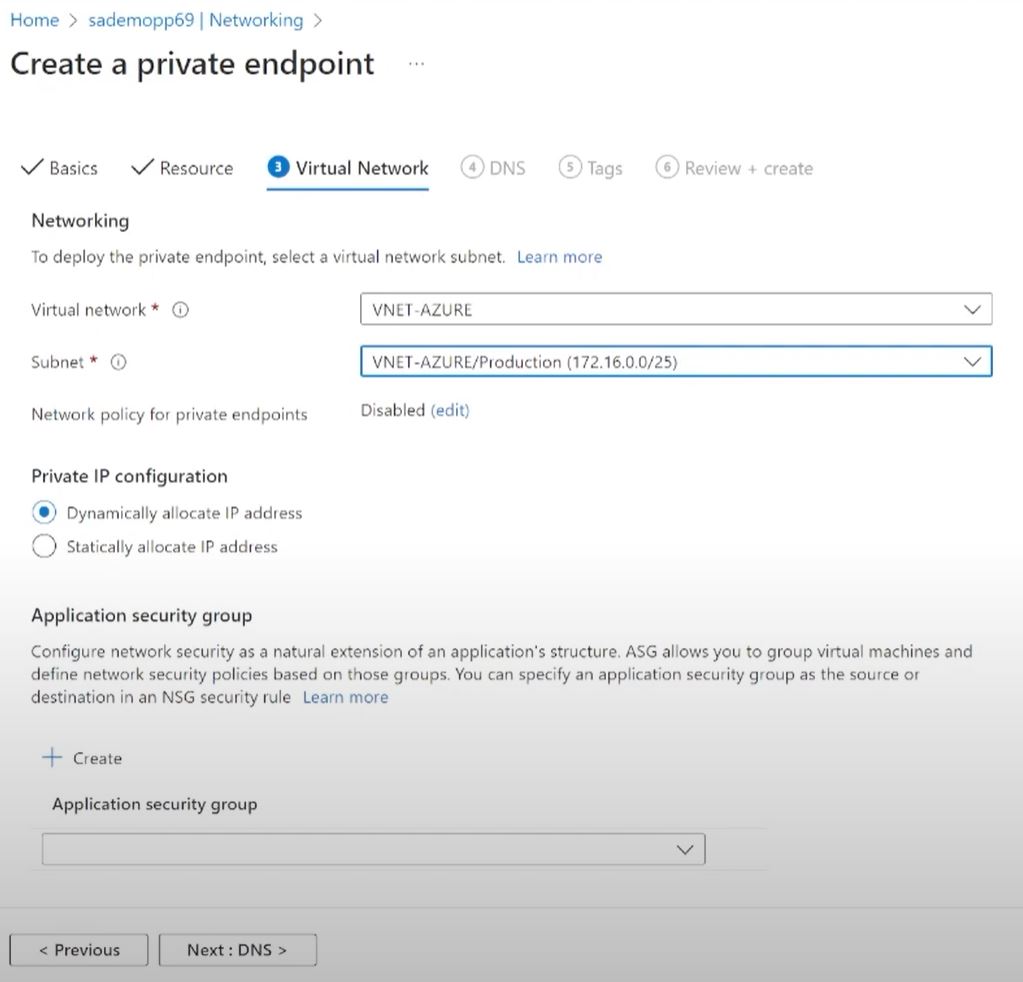 Home > sademopp69 | Networking >
Create a private endpoint ...
Basics Resource 3 Virtual Network 4 DNS 5 Tags 6 Review + create
Networking
To deploy the private endpoint, select a virtual network subnet. Learn more
Virtual network * VNET-AZURE
Subnet * VNET-AZURE/Production (172.16.0.0/25)
Network policy for private endpoints Disabled (edit)
Private IP configuration
Dynamically allocate IP address
Statically allocate IP address
Application security group
Configure network security as a natural extension of an application's structure. ASG allows you to group virtual machines and
define network security policies based on those groups. You can specify an application security group as the source or
destination in an NSG security rule Learn more
+ Create
Application security group
< Previous Next : DNS >